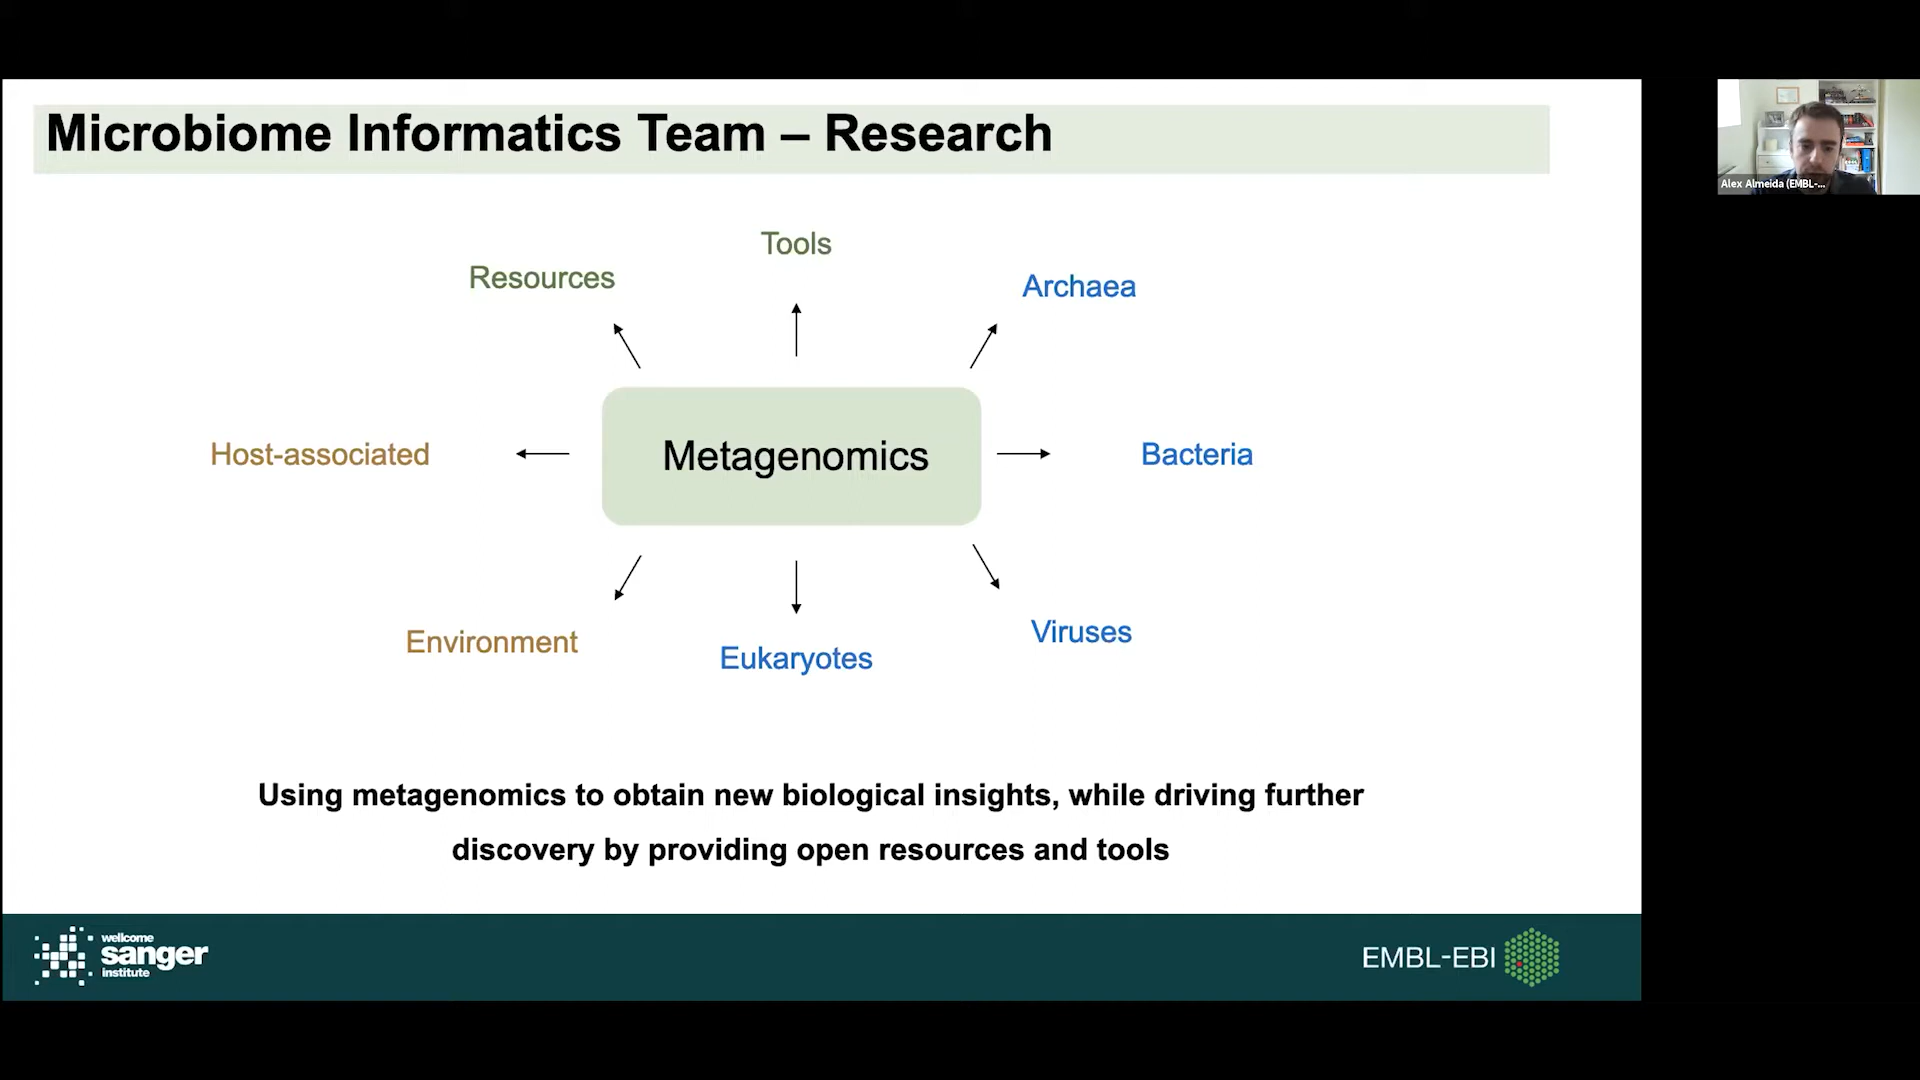 Microbiome Informatics Team – Research
Tools
Resources
Archaea
Host-associated
Metagenomics
Bacteria
Environment
Eukaryotes
Viruses
Using metagenomics to obtain new biological insights, while driving further
discovery by providing open resources and tools
wellcome
sanger
institute
EMBL-EBI
Alex Almeida (EMBL-...